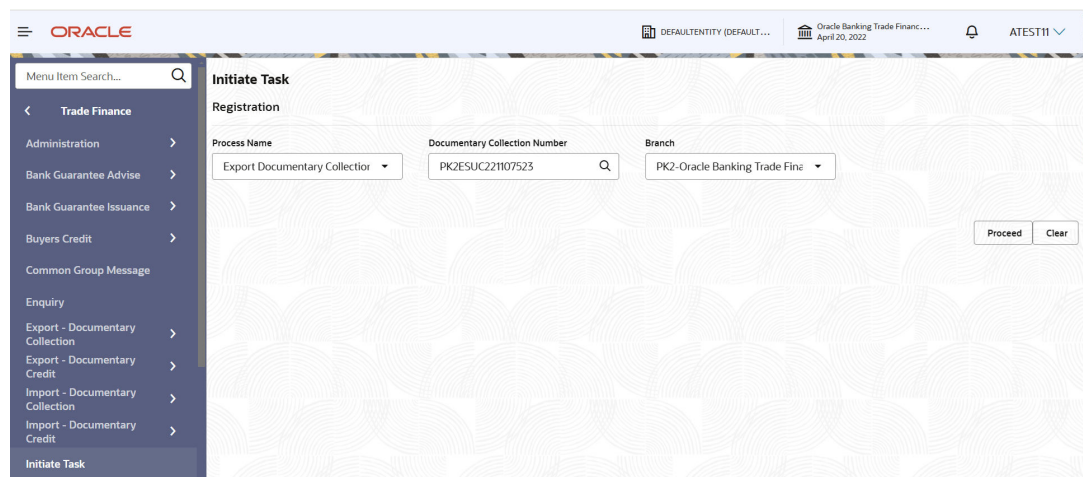 ORACLE
DEFAULTENTITY (DEFAULT...
Oracle Banking Trade Financ...
April 20, 2022
ATEST11
Menu Item Search...
Trade Finance
Administration
Bank Guarantee Advise
Bank Guarantee Issuance
Buyers Credit
Common Group Message
Enquiry
Export - Documentary
Collection
Export - Documentary
Credit
Import - Documentary
Collection
Import - Documentary
Credit
Initiate Task
Initiate Task
Registration
Process Name
Documentary Collection Number
Branch
Export Documentary Collection
PK2ESUC221107523
PK2-Oracle Banking Trade Fina
Proceed
Clear